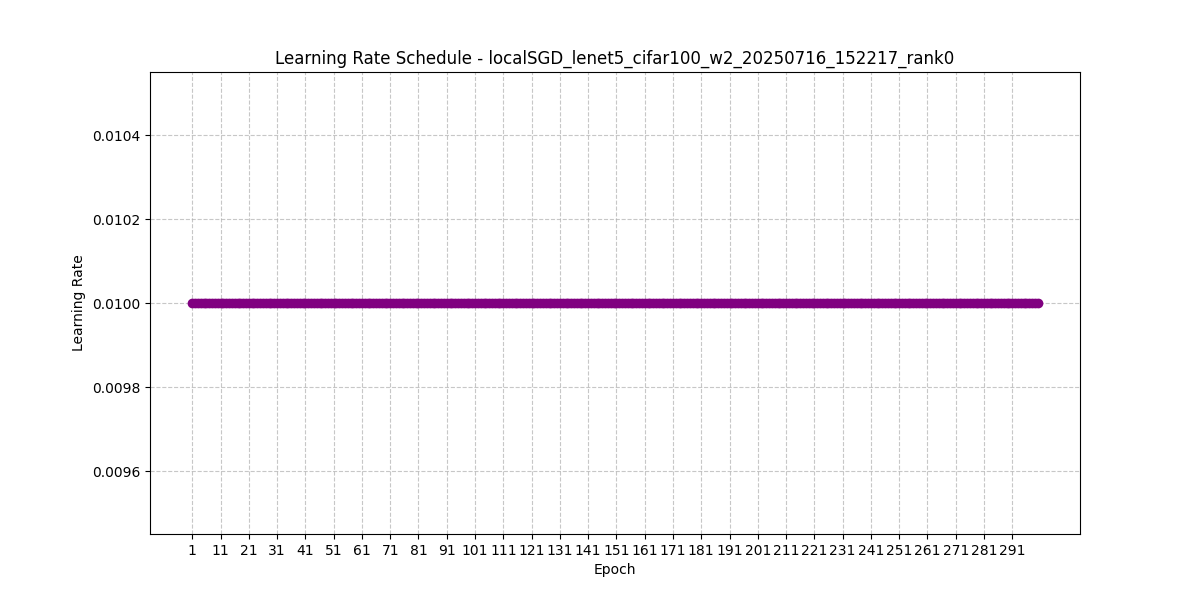 Learning Rate Schedule - localSGD_lenet5_cifar100_w2_20250716_152217_rank0
0.0104
0.0102
0.0100
0.0098
0.0096
Learning Rate
1 11 21 31 41 51 61 71 81 91 101 111 121 131 141 151 161 171 181 191 201 211 221 231 241 251 261 271 281 291
Epoch